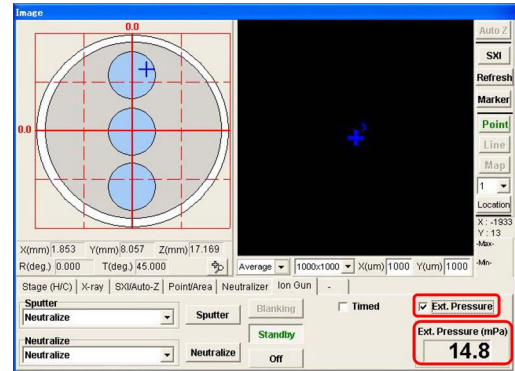 Image
0.0
0.0
Auto Z
SXI
Refresh
Marker
Point
Line
Map
1
Location
X : -1933
Y : 13
-Max-
-Min-
X(mm) 1.853 Y(mm) 8.057 Z(mm) 17.169
R(deg.) 0.000 T(deg.) 45.000
Average 1000x1000 X(um) 1000 Y(um) 1000
Stage (H/C) X-ray SXI/Auto-Z Point/Area Neutralizer Ion Gun -
Sputter
Neutralize
Sputter
Blanking
Timed
Ext. Pressure
Standby
Ext. Pressure (mPa)
14.8
Neutralize
Neutralize
Neutralize
Off